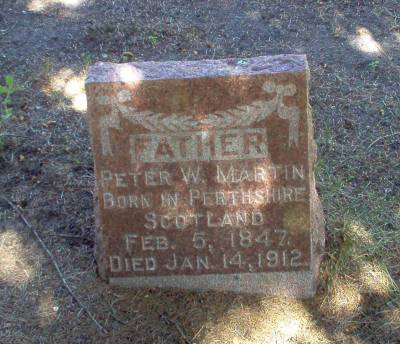 FATHER
PETER W. MARTIN
BORN IN PERTHSHIRE
SCOTLAND
FEB. 5, 1847.
DIED JAN. 14, 1912.